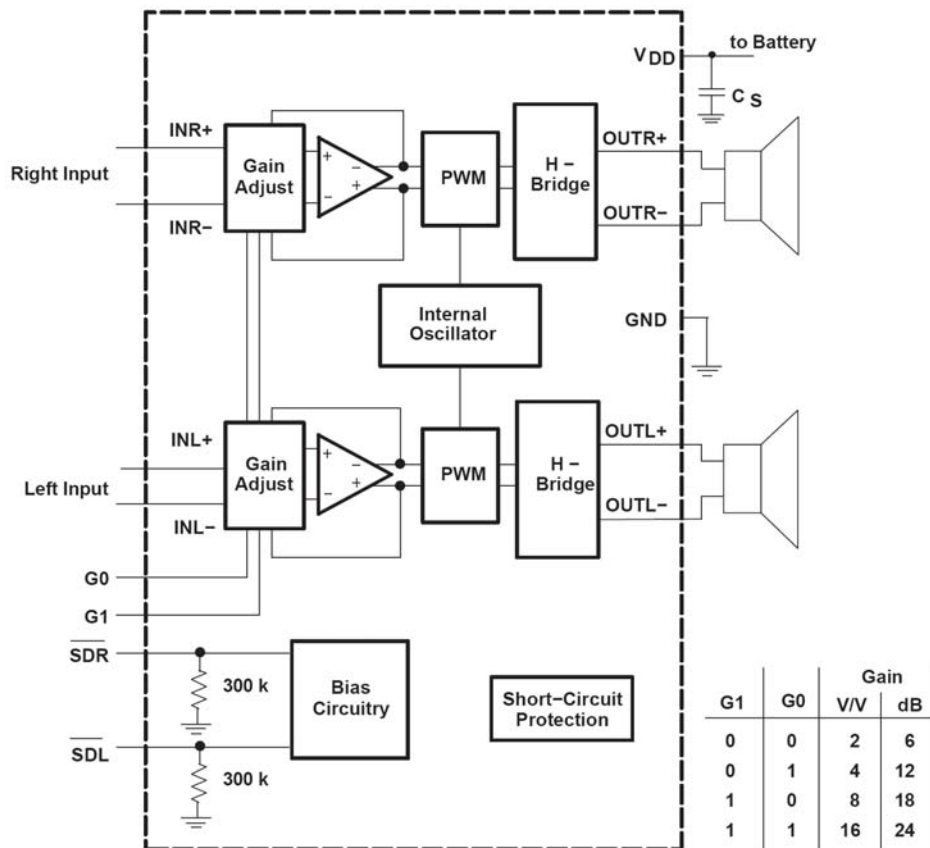 to Battery
VDD
CS
INR+
Right Input
INR−
Gain
Adjust
+
−
−
+
PWM
H −
Bridge
OUTR+
OUTR−
Internal
Oscillator
GND
INL+
Left Input
INL−
Gain
Adjust
+
−
−
+
PWM
H −
Bridge
OUTL+
OUTL−
G0
G1
SDR
300 k
SDL
300 k
Bias
Circuitry
Short−Circuit
Protection
Gain
G1 G0 V/V dB
0 0 2 6
0 1 4 12
1 0 8 18
1 1 16 24